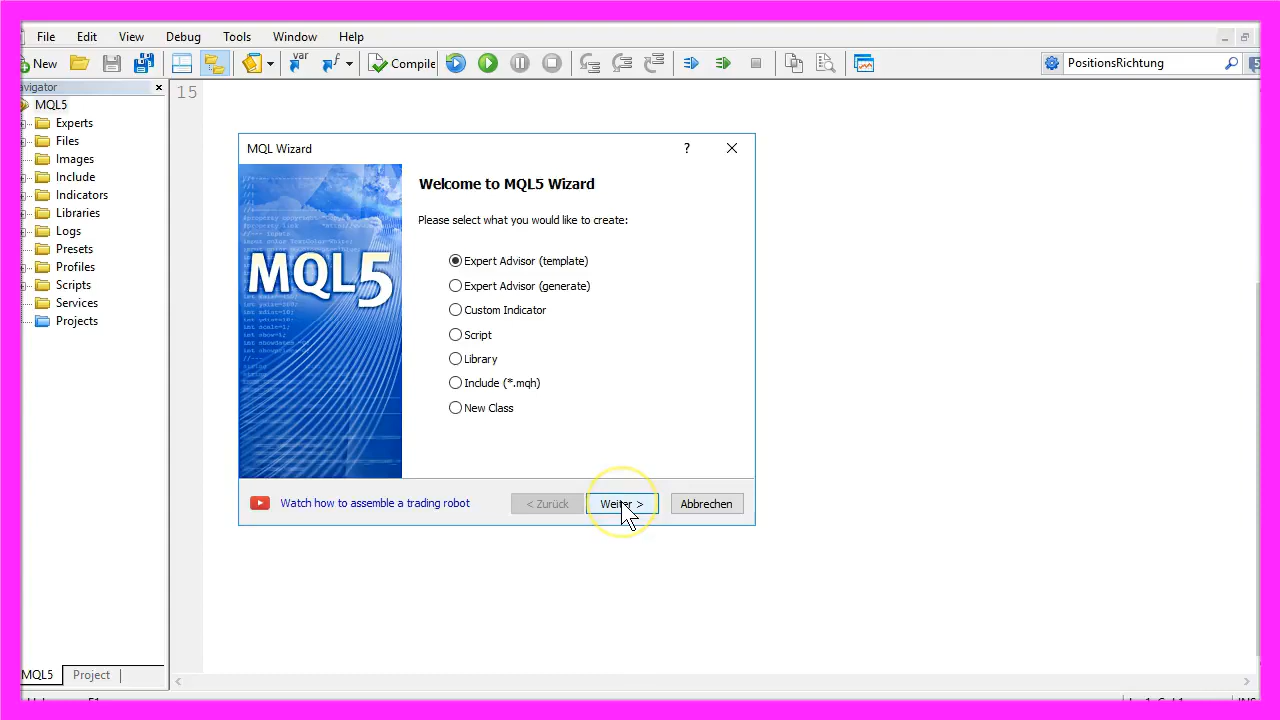 File Edit View Debug Tools Window Help
New var Compile PositionsRichtung 5
avigator
15
MQL5
Experts
Files
Images
Include
Indicators
Libraries
Logs
Presets
Profiles
Scripts
Services
Projects
MQL Wizard ?
MQL5
Welcome to MQL5 Wizard
Please select what you would like to create:
Expert Advisor (template)
Expert Advisor (generate)
Custom Indicator
Script
Library
Include (*.mqh)
New Class
Watch how to assemble a trading robot
< Zurück Weiter > Abbrechen
MQL5 Project